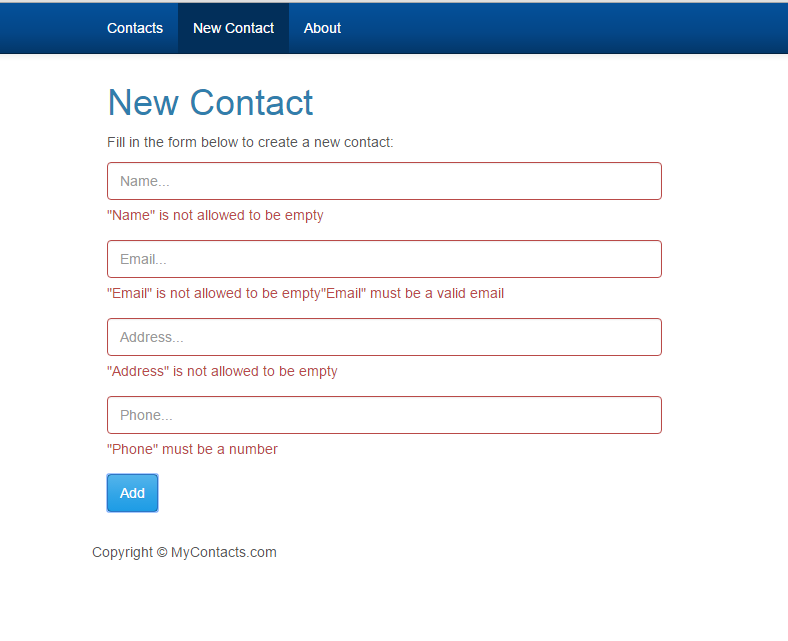 Contacts New Contact About
New Contact
Fill in the form below to create a new contact:
Name...
"Name" is not allowed to be empty
Email...
"Email" is not allowed to be empty"Email" must be a valid email
Address...
"Address" is not allowed to be empty
Phone...
"Phone" must be a number
Add
Copyright © MyContacts.com